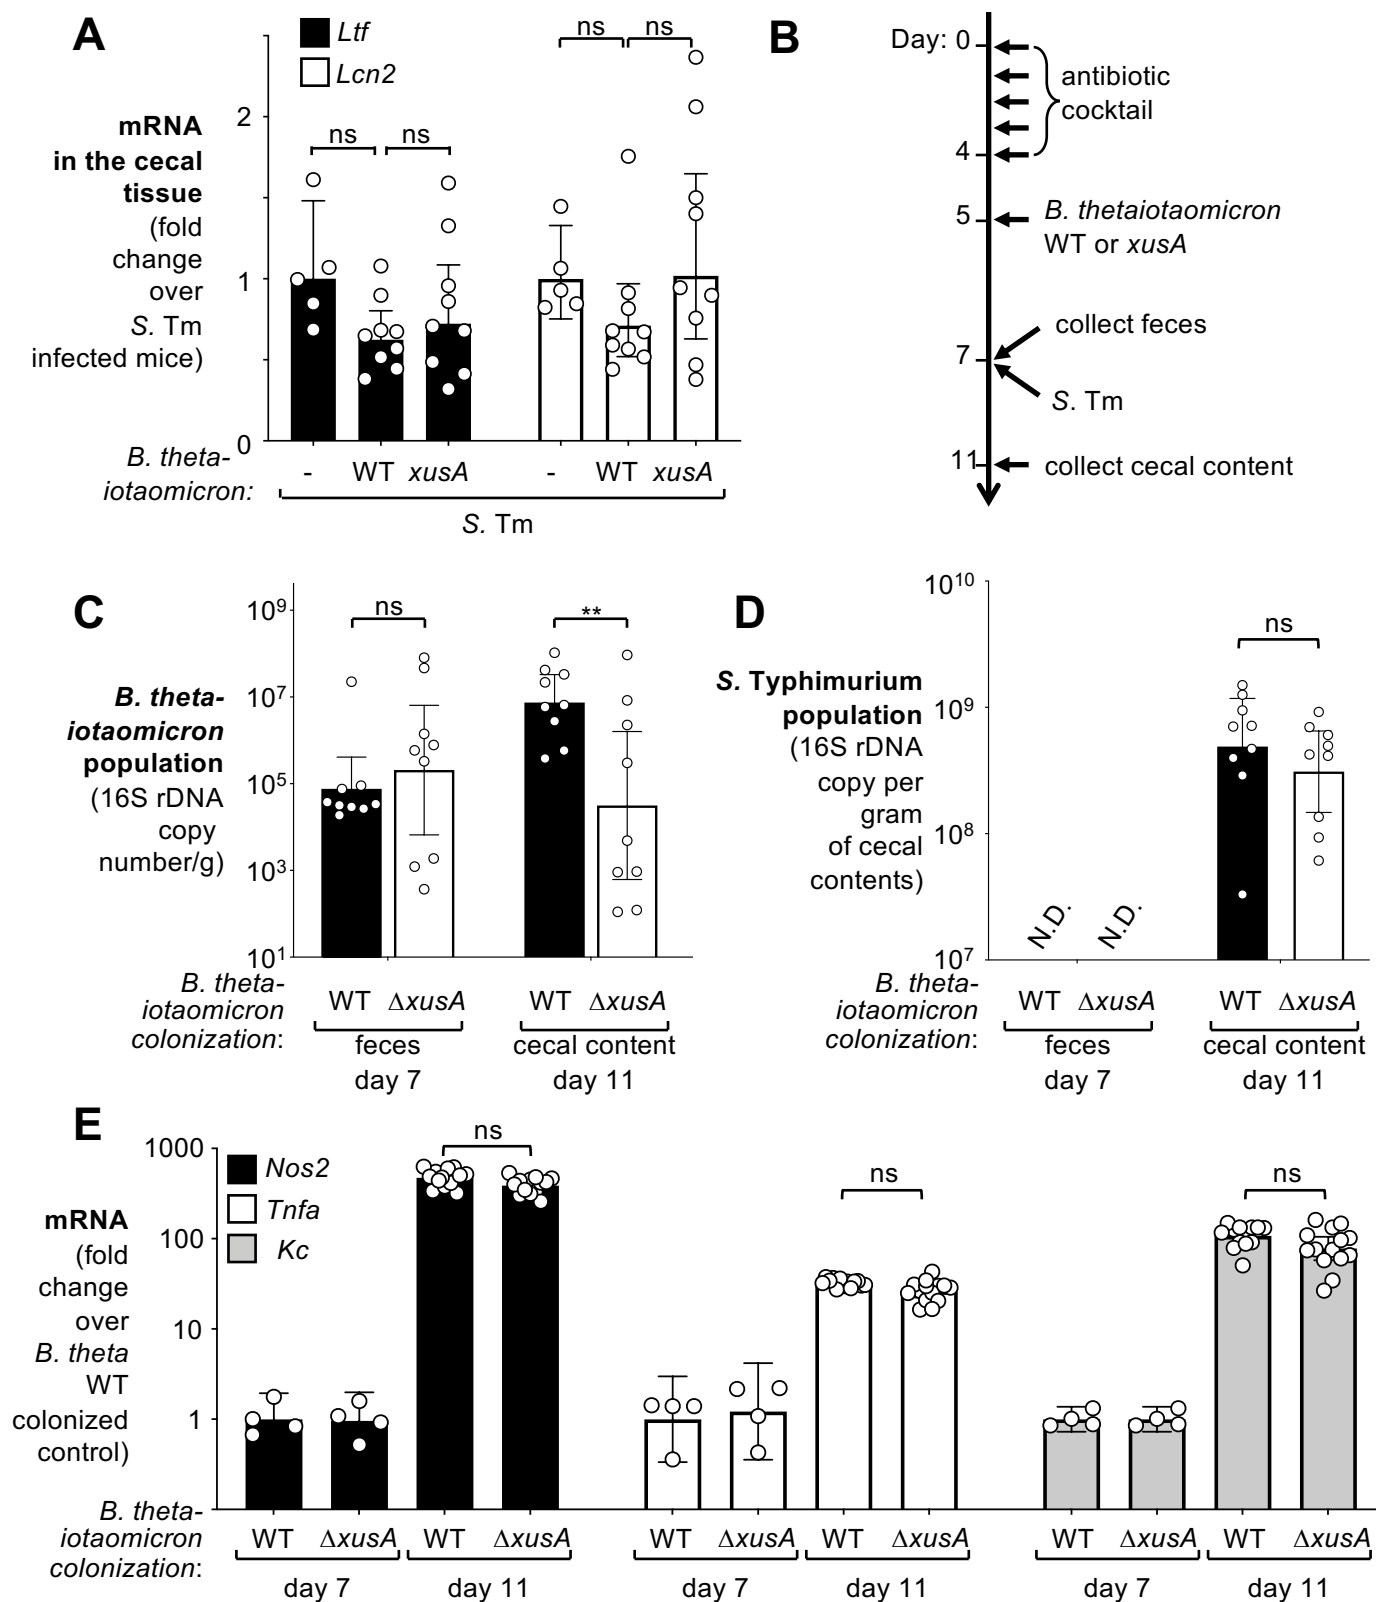 A
Ltf
Lcn2
ns ns
ns ns
mRNA
in the cecal
tissue
(fold
change
over
S. Tm
infected mice)
2
1
0
B. theta-
iotaomicron:
- WT xusA - WT xusA
S. Tm
B
Day: 0
antibiotic
cocktail
4
5
B. thetaiotaomicron
WT or xusA
collect feces
7
S. Tm
11
collect cecal content
C
B. theta-
iotaomicron
population
(16S rDNA
copy
number/g)
10⁹
10⁷
10⁵
10³
10¹
ns **
B. theta-
iotaomicron
colonization:
WT ΔxusA WT ΔxusA
feces cecal content
day 7 day 11
D
S. Typhimurium
population
(16S rDNA
copy per
gram
of cecal
contents)
10¹⁰
10⁹
10⁸
10⁷
ns
N.D. N.D.
B. theta-
iotaomicron
colonization:
WT ΔxusA WT ΔxusA
feces cecal content
day 7 day 11
E
Nos2
Tnfa
Kc
mRNA
(fold
change
over
B. theta
WT
colonized
control)
1000
100
10
1
ns ns ns
B. theta-
iotaomicron
colonization:
WT ΔxusA WT ΔxusA WT ΔxusA WT ΔxusA WT ΔxusA WT ΔxusA
day 7 day 11 day 7 day 11 day 7 day 11